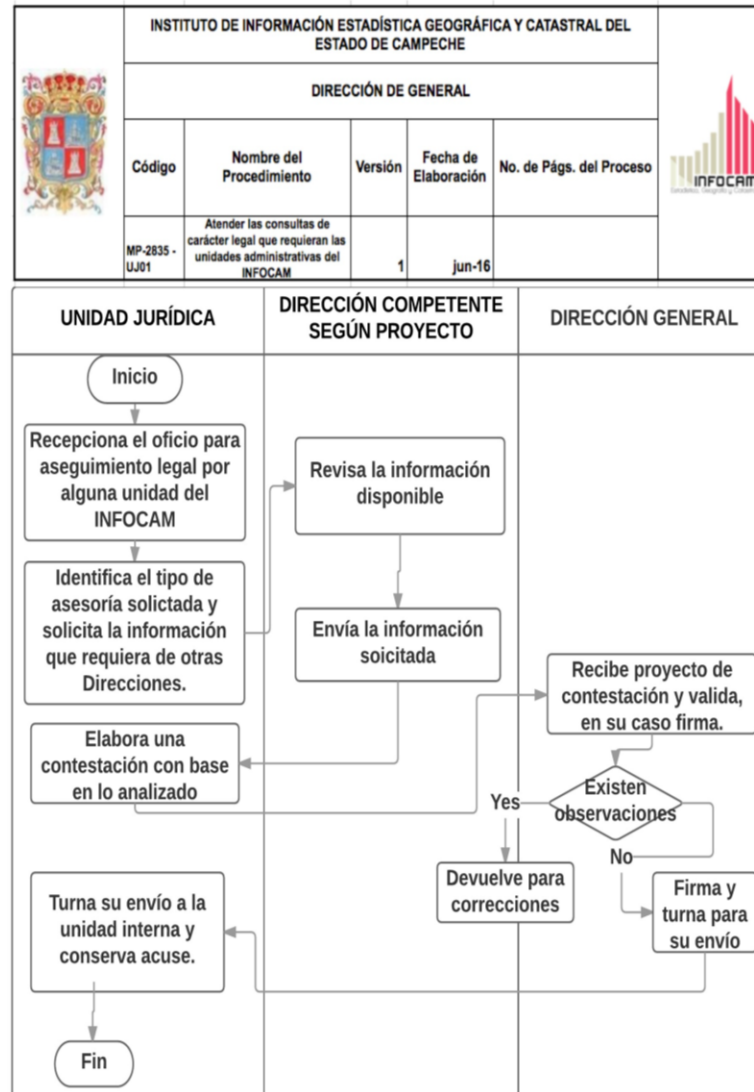 INSTITUTO DE INFORMACIÓN ESTADÍSTICA GEOGRÁFICA Y CATASTRAL DEL
ESTADO DE CAMPECHE
DIRECCIÓN DE GENERAL
Código
Nombre del
Procedimiento
Versión
Fecha de
Elaboración
No. de Págs. del Proceso
MP-2835 -
UJ01
Atender las consultas de
carácter legal que requieran las
unidades administrativas del
INFOCAM
1
jun-16
INFOCAM
UNIDAD JURÍDICA
DIRECCIÓN COMPETENTE
SEGÚN PROYECTO
DIRECCIÓN GENERAL
Inicio
Recepciona el oficio para
aseguimiento legal por
alguna unidad del
INFOCAM
Revisa la información
disponible
Identifica el tipo de
asesoría solictada y
solicita la información
que requiera de otras
Direcciones.
Envía la información
soicitada
Recibe proyecto de
contestación y valida,
en su caso firma.
Elabora una
contestación con base
en lo analizado
Existen
observaciones
Yes
No
Devuelve para
correcciones
Firma y
turna para
su envío
Turna su envío a la
unidad interna y
conserva acuse.
Fin